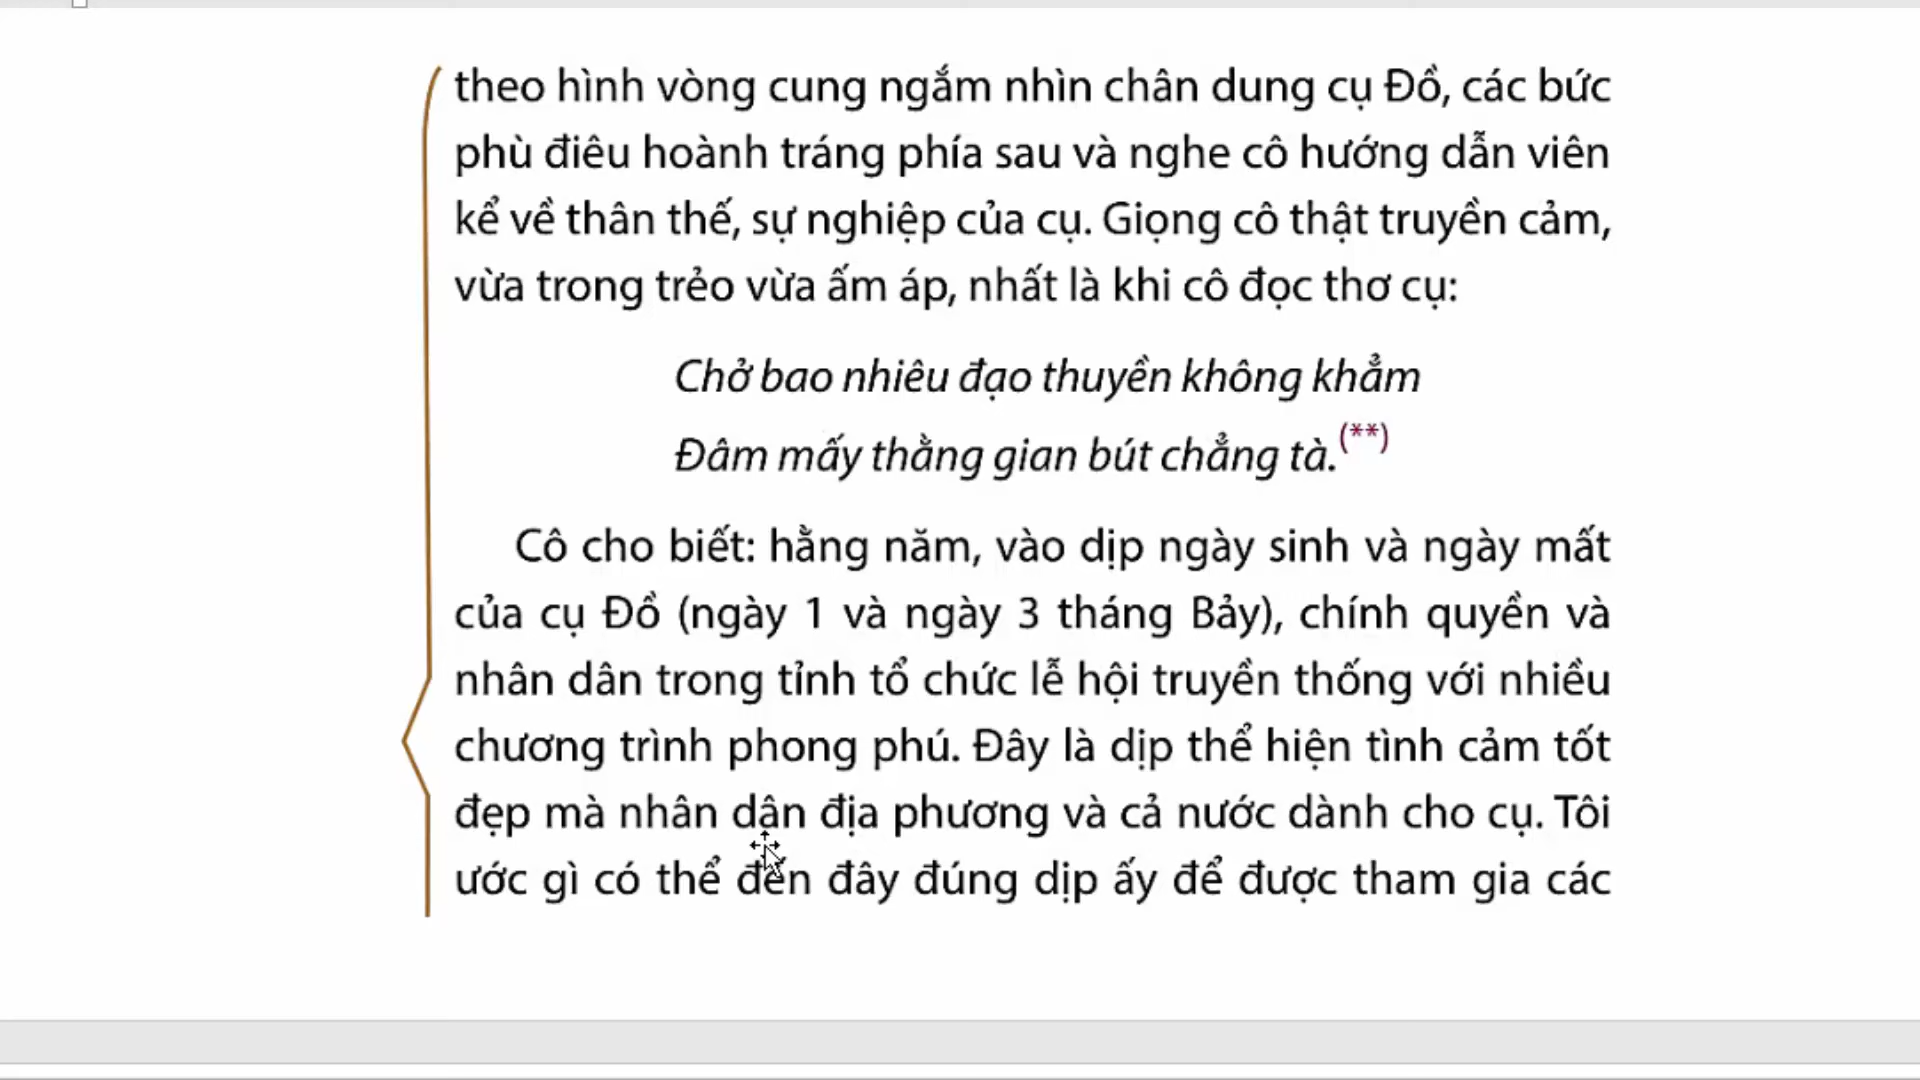 theo hình vòng cung ngắm nhìn chân dung cụ Đồ, các bức
phù điêu hoành tráng phía sau và nghe cô hướng dẫn viên
kể về thân thế, sự nghiệp của cụ. Giọng cô thật truyền cảm,
vừa trong trẻo vừa ấm áp, nhất là khi cô đọc thơ cụ:
Chở bao nhiêu đạo thuyền không khẳm
Đâm mấy thằng gian bút chẳng tà.(**)
Cô cho biết: hằng năm, vào dịp ngày sinh và ngày mất
của cụ Đồ (ngày 1 và ngày 3 tháng Bảy), chính quyền và
nhân dân trong tỉnh tổ chức lễ hội truyền thống với nhiều
chương trình phong phú. Đây là dịp thể hiện tình cảm tốt
đẹp mà nhân dân địa phương và cả nước dành cho cụ. Tôi
ước gì có thể đến đây đúng dịp ấy để được tham gia các